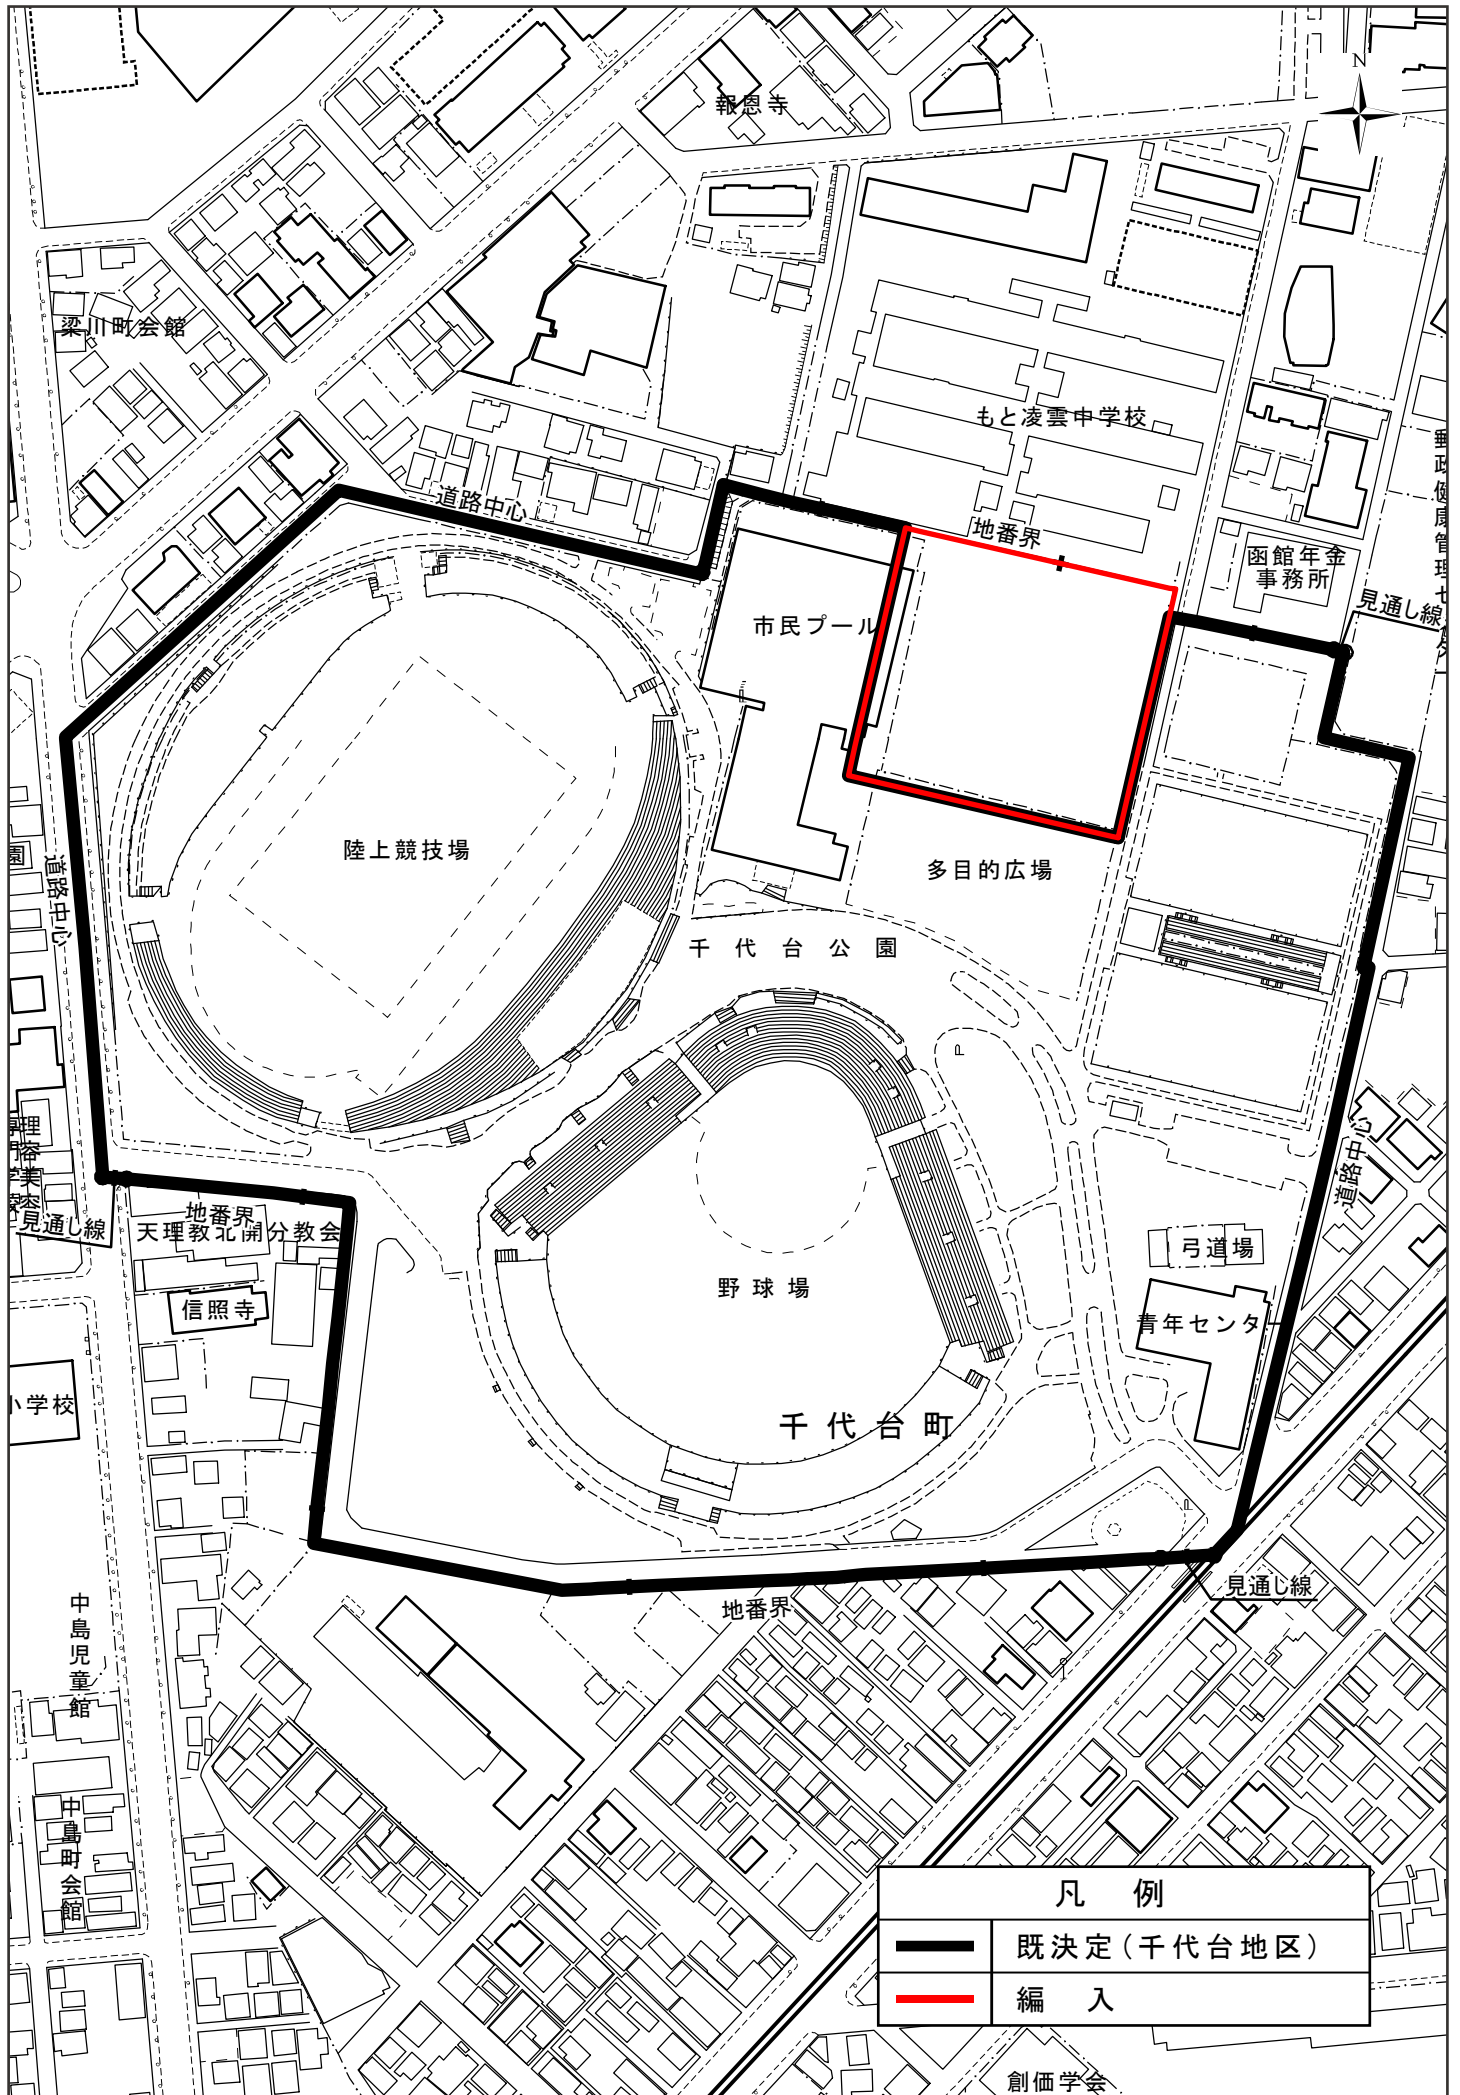 N
報恩寺
梁川町会館
もと凌雲中学校
道路中心
地番界
函館年金
事務所
見通し線
市民プール
陸上競技場
道路中心
多目的広場
千代台公園
P
道路中心
地番界
見通し線
天理教北開分教会
弓道場
信照寺
野球場
青年センター
小学校
千代台町
P
見通し線
地番界
中島児童館
中島町会館
凡例
既決定(千代台地区)
編入
創価学会